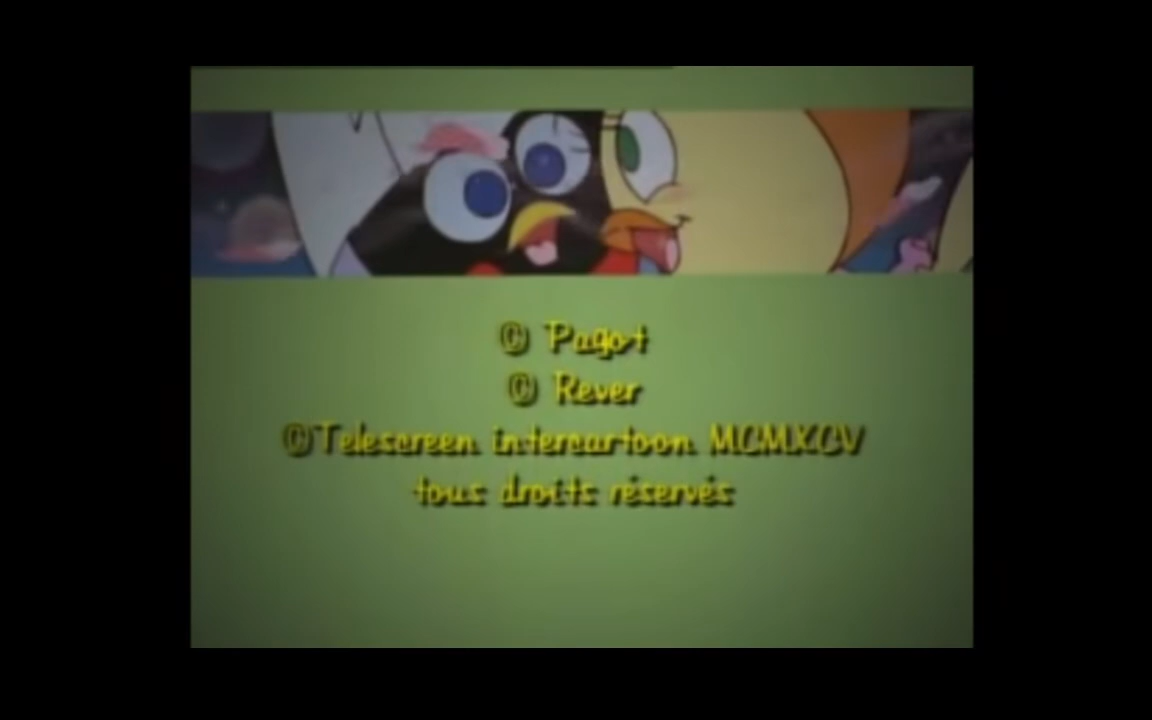 © Pagot
© Rever
©Telescreen intercartoon MCMXCV
tous droits réservés